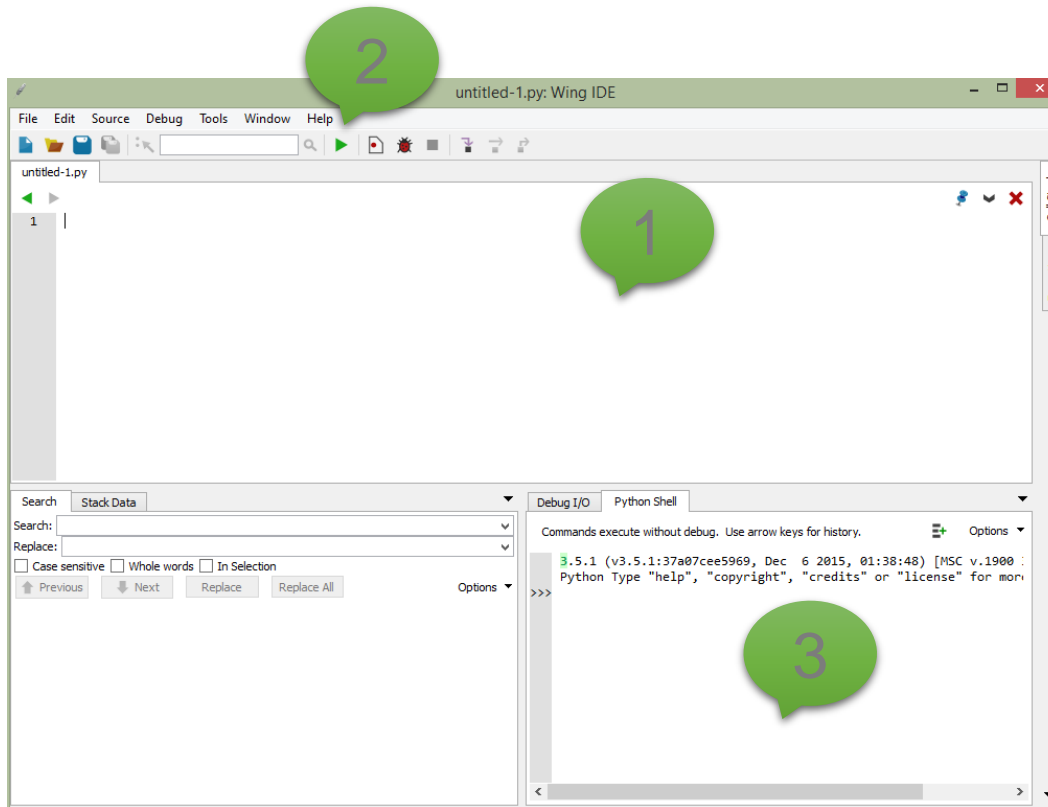 2
untitled-1.py: Wing IDE
File Edit Source Debug Tools Window Help
untitled-1.py
1
1
Search Stack Data
Search:
Replace:
Case sensitive Whole words In Selection
Previous Next Replace Replace All Options
Debug I/O Python Shell
Commands execute without debug. Use arrow keys for history. Options
3.5.1 (v3.5.1:37a07cee5969, Dec 6 2015, 01:38:48) [MSC v.1900
Python Type "help", "copyright", "credits" or "license" for
>>>
3